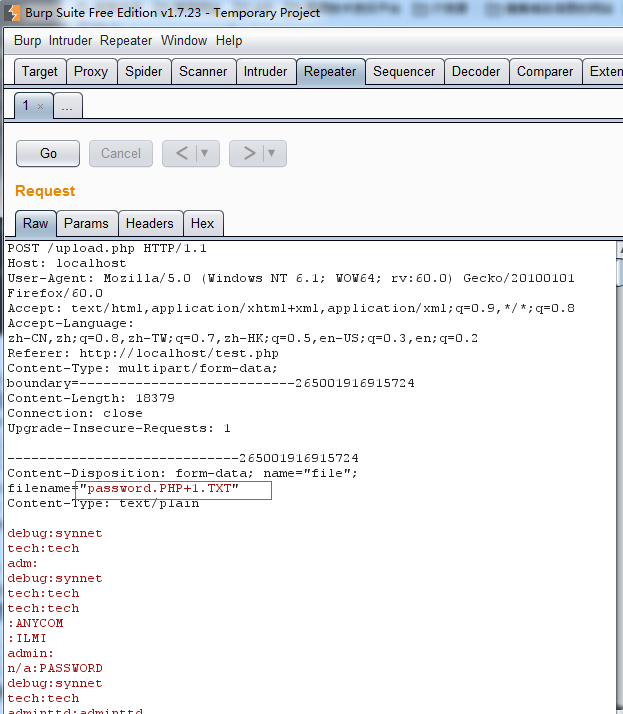 Burp Suite Free Edition v1.7.23 - Temporary Project
Burp Intruder Repeater Window Help
Target Proxy Spider Scanner Intruder Repeater Sequencer Decoder Comparer Exten
1 × ...
Go Cancel < ▼ > ▼
Request
Raw Params Headers Hex
POST /upload.php HTTP/1.1
Host: localhost
User-Agent: Mozilla/5.0 (Windows NT 6.1; WOW64; rv:60.0) Gecko/20100101
Firefox/60.0
Accept: text/html,application/xhtml+xml,application/xml;q=0.9,*/*;q=0.8
Accept-Language:
zh-CN,zh;q=0.8,zh-TW;q=0.7,zh-HK;q=0.5,en-US;q=0.3,en;q=0.2
Referer: http://localhost/test.php
Content-Type: multipart/form-data;
boundary=---------------------------265001916915724
Content-Length: 18379
Connection: close
Upgrade-Insecure-Requests: 1
-----------------------------265001916915724
Content-Disposition: form-data; name="file";
filename="password.PHP+1.TXT"
Content-Type: text/plain
debug:synnet
tech:tech
adm:
debug:synnet
tech:tech
tech:tech
:ANYCOM
:ILMI
admin:
n/a:PASSWORD
debug:synnet
tech:tech
adminttd:adminttd